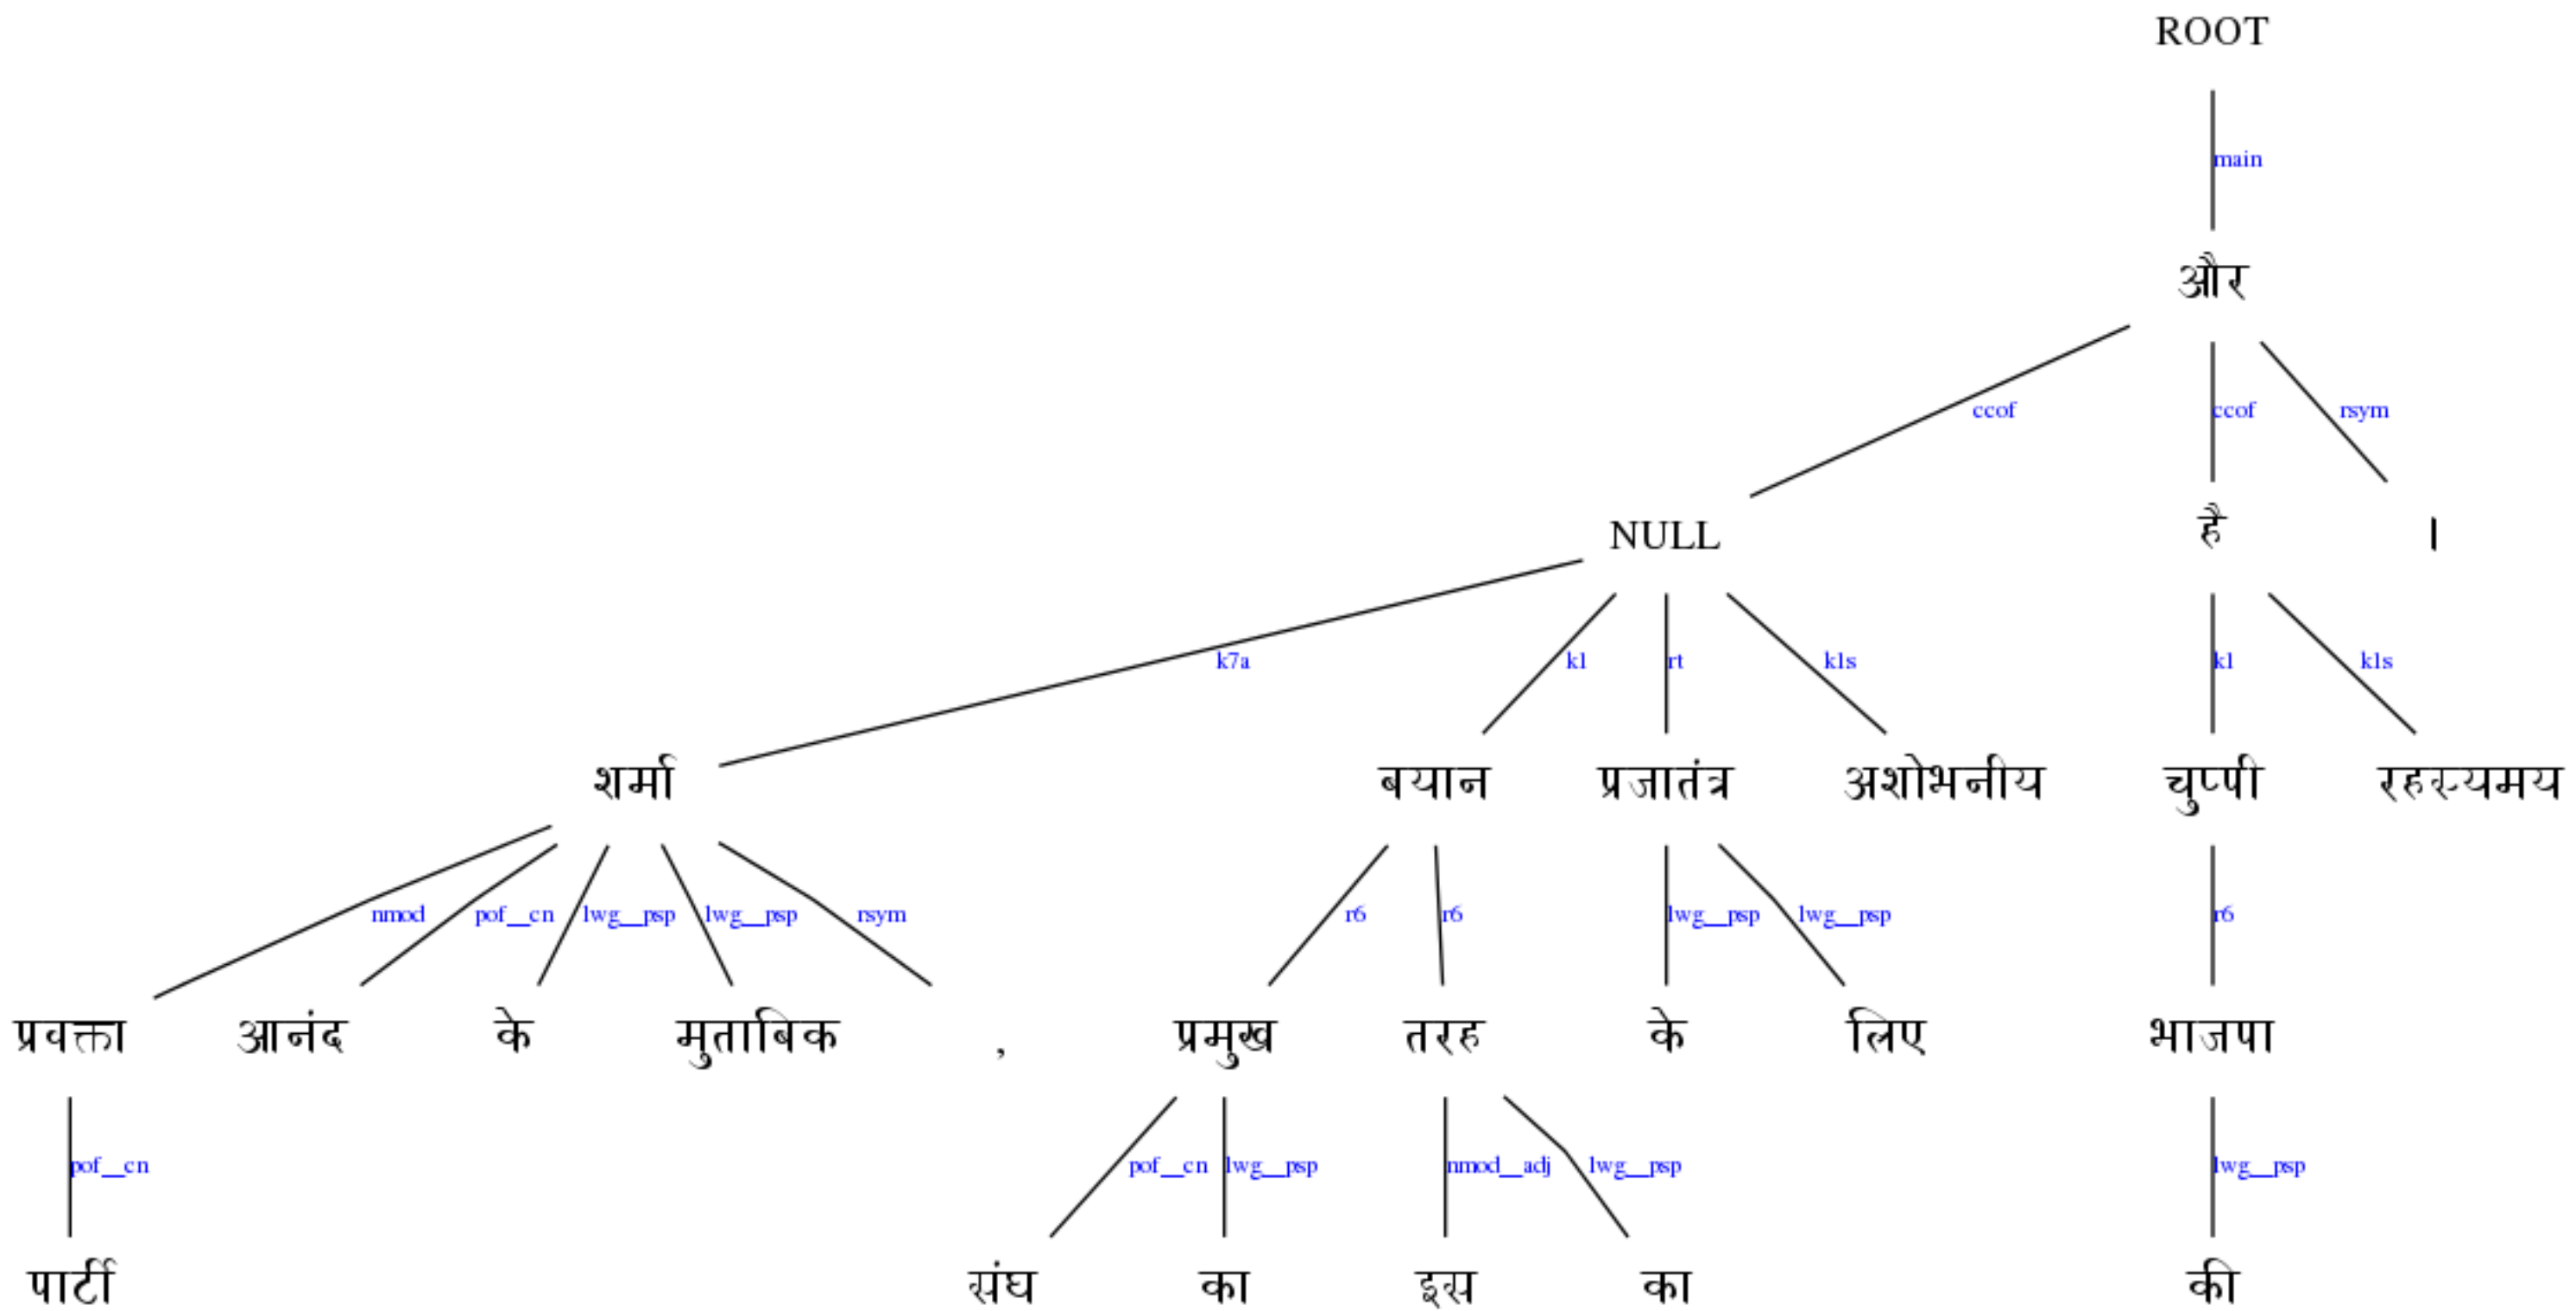 ROOT
main
और
ccof ccof rsym
NULL है ।
k7a k1 rt k1s k1 k1s
शर्मा बयान प्रजातंत्र अशोभनीय चुप्पी रहस्यमय
nmod pof__cn lwg__psp lwg__psp rsym r6 r6 lwg__psp lwg__psp r6
प्रवक्ता आनंद के मुताबिक , प्रमुख तरह के लिए भाजपा
pof__cn pof__cn lwg__psp nmod__adj lwg__psp lwg__psp
पार्टी संघ का इस का की